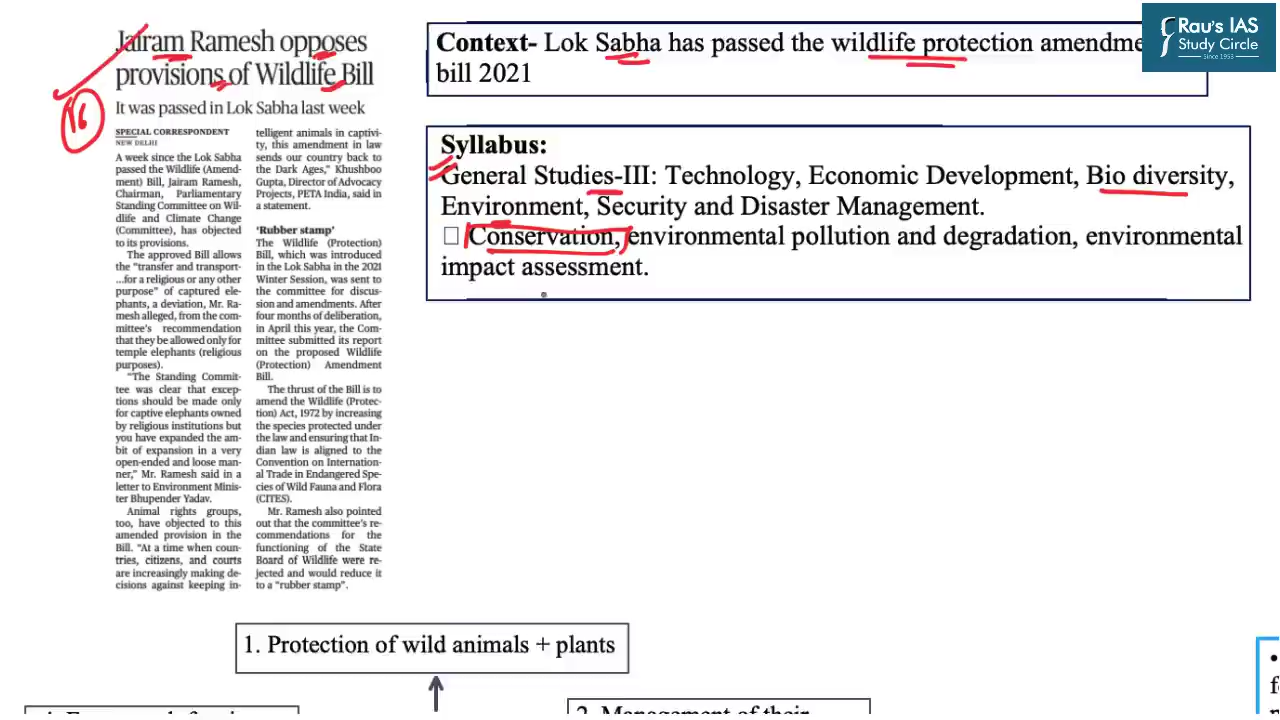 Jairam Ramesh opposes
provisions of Wildlife Bill
It was passed in Lok Sabha last week
16
SPECIAL CORRESPONDENT
NEW DELHI
A week since the Lok Sabha
passed the Wildlife (Amend-
ment) Bill, Jairam Ramesh,
Chairman, Parliamentary
Standing Committee on Wil-
dlife and Climate Change
(Committee), has objected
to its provisions.
The approved Bill allows
the “transfer and transport-
...for a religious or any other
purpose” of captured ele-
phants, a deviation, Mr. Ra-
mesh alleged, from the com-
mittee’s recommendation
that they be allowed only for
temple elephants (religious
purposes).
“The Standing Commit-
tee was clear that excep-
tions should be made only
for captive elephants owned
by religious institutions but
you have expanded the am-
bit of expansion in a very
open-ended and loose man-
ner,” Mr. Ramesh said in a
letter to Environment Minis-
ter Bhupender Yadav.
Animal rights groups,
too, have objected to this
amended provision in the
Bill. “At a time when coun-
tries, citizens, and courts
are increasingly making de-
cisions against keeping in-
telligent animals in captivi-
ty, this amendment in law
sends our country back to
the Dark Ages,” Khushboo
Gupta, Director of Advocacy
Projects, PETA India, said in
a statement.
‘Rubber stamp’
The Wildlife (Protection)
Bill, which was introduced
in the Lok Sabha in the 2021
Winter Session, was sent to
the committee for discus-
sion and amendments. After
four months of deliberation,
in April this year, the Com-
mittee submitted its report
on the proposed Wildlife
(Protection) Amendment
Bill.
The thrust of the Bill is to
amend the Wildlife (Protec-
tion) Act, 1972 by increasing
the species protected under
the law and ensuring that In-
dian law is aligned to the
Convention on Internation-
al Trade in Endangered Spe-
cies of Wild Fauna and Flora
(CITES).
Mr. Ramesh also pointed
out that the committee’s re-
commendations for the
functioning of the State
Board of Wildlife were re-
jected and would reduce it
to a “rubber stamp”.
Context- Lok Sabha has passed the wildlife protection amendme
bill 2021
Rau's IAS
Study Circle
Since 1953
Syllabus:
General Studies-III: Technology, Economic Development, Bio diversity,
Environment, Security and Disaster Management.
□ Conservation, environmental pollution and degradation, environmental
impact assessment.
1. Protection of wild animals + plants
2. Management of their